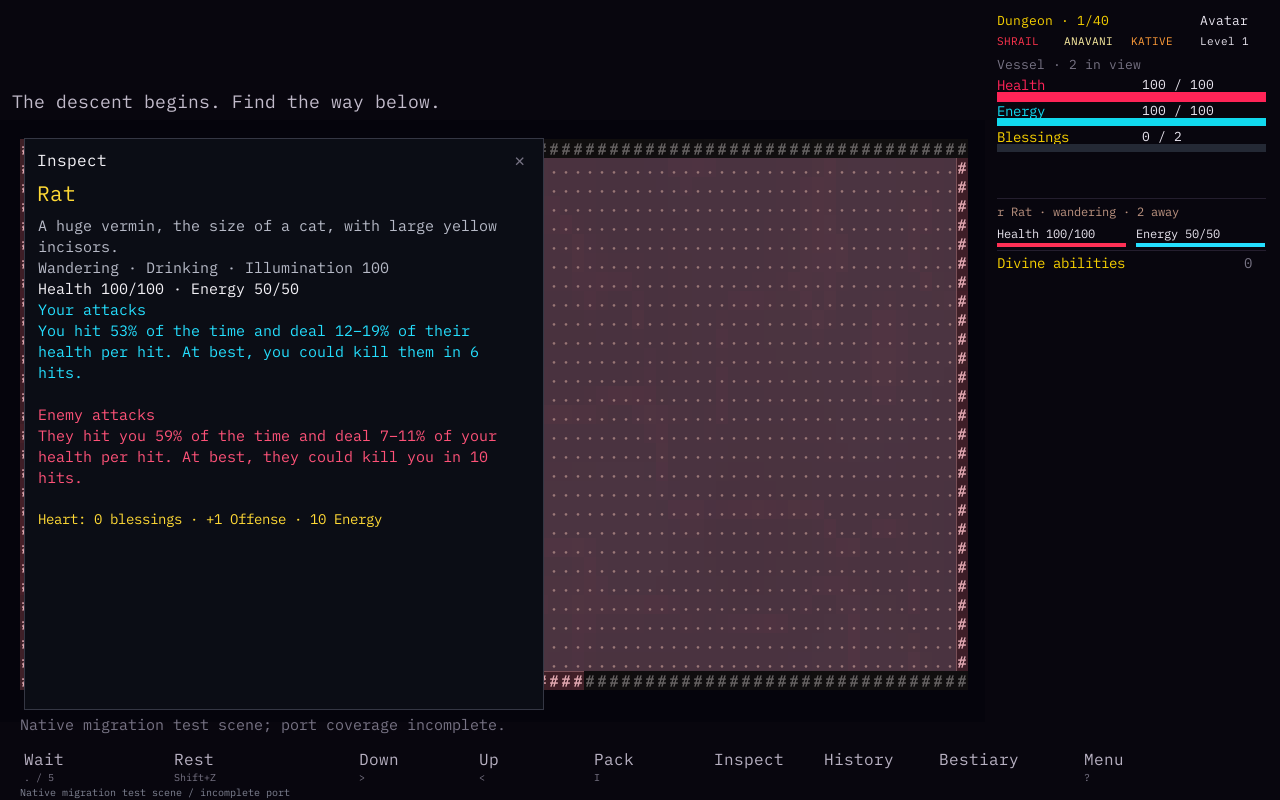 Dungeon · 1/40
Avatar
SHRAIL ANAVANI KATIVE Level 1
Vessel · 2 in view
Health 100 / 100
Energy 100 / 100
Blessings 0 / 2
r Rat · wandering · 2 away
Health 100/100 Energy 50/50
Divine abilities 0
The descent begins. Find the way below.
Inspect ×
Rat
A huge vermin, the size of a cat, with large yellow
incisors.
Wandering · Drinking · Illumination 100
Health 100/100 · Energy 50/50
Your attacks
You hit 53% of the time and deal 12–19% of their
health per hit. At best, you could kill them in 6
hits.
Enemy attacks
They hit you 59% of the time and deal 7–11% of your
health per hit. At best, they could kill you in 10
hits.
Heart: 0 blessings · +1 Offense · 10 Energy
Native migration test scene; port coverage incomplete.
Wait Rest Down Up Pack Inspect History Bestiary Menu
. / 5 Shift+Z > < I ?
Native migration test scene / incomplete port